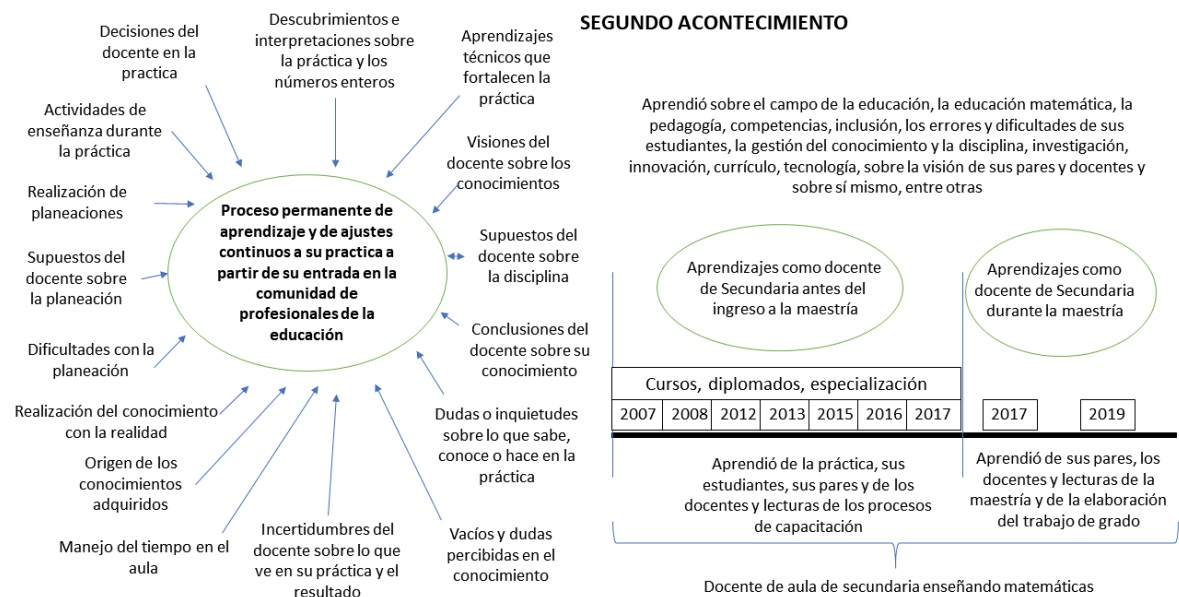 SEGUNDO ACONTECIMIENTO
Decisiones del
docente en la
practica
Descubrimientos e
interpretaciones sobre
la práctica y los
números enteros
Aprendizajes
técnicos que
fortalecen la
práctica
Actividades de
enseñanza durante
la práctica
Visiones del
docente sobre los
conocimientos
Realización de
planeaciones
Proceso permanente de
aprendizaje y de ajustes
continuos a su practica a
partir de su entrada en la
comunidad de
profesionales de la
educación
Supuestos del
docente sobre
la disciplina
Supuestos del
docente sobre
la planeación
Conclusiones del
docente sobre su
conocimiento
Dificultades con la
planeación
Dudas o inquietudes
sobre lo que sabe,
conoce o hace en la
práctica
Realización del conocimiento
con la realidad
Origen de los
conocimientos
adquiridos
Manejo del tiempo en el
aula
Incertidumbres del
docente sobre lo que
ve en su práctica y el
resultado
Vacíos y dudas
percibidas en el
conocimiento
Aprendió sobre el campo de la educación, la educación matemática, la
pedagogía, competencias, inclusión, los errores y dificultades de sus
estudiantes, la gestión del conocimiento y la disciplina, investigación,
innovación, currículo, tecnología, sobre la visión de sus pares y docentes y
sobre sí mismo, entre otras
Aprendizajes como docente
de Secundaria antes del
ingreso a la maestría
Aprendizajes como
docente de Secundaria
durante la maestría
Cursos, diplomados, especialización
2007 2008 2012 2013 2015 2016 2017 2017 2019
Aprendió de la práctica, sus
estudiantes, sus pares y de los
docentes y lecturas de los procesos
de capacitación
Aprendió de sus pares, los
docentes y lecturas de la
maestría y de la elaboración
del trabajo de grado
Docente de aula de secundaria enseñando matemáticas